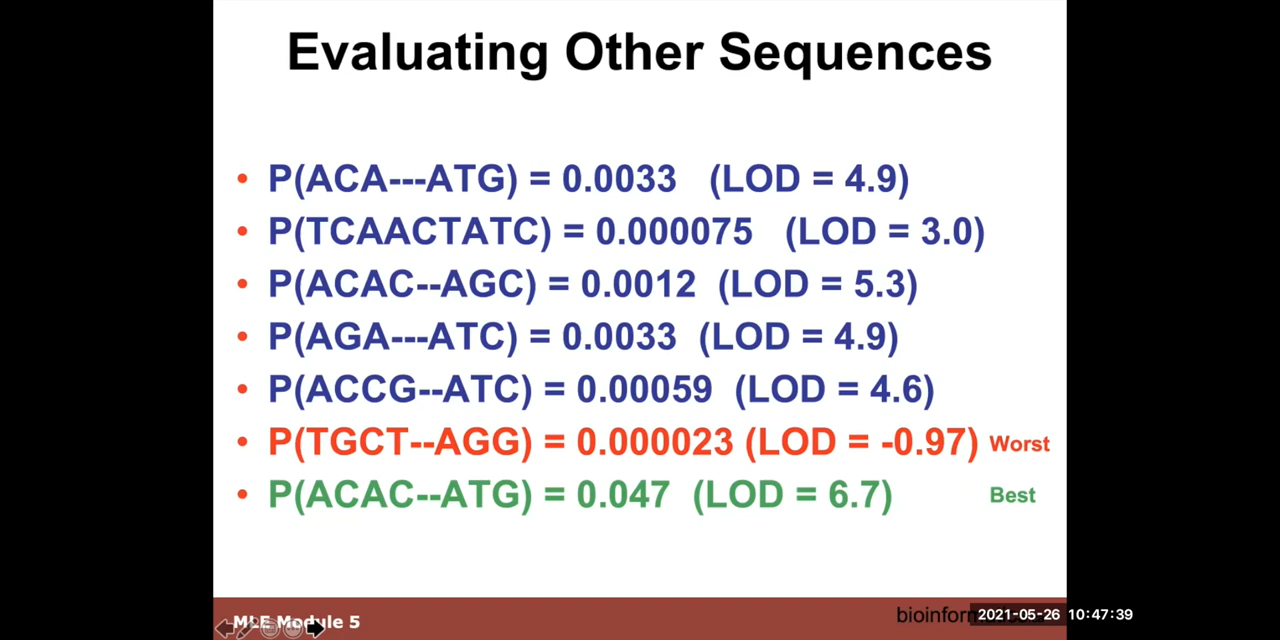 Evaluating Other Sequences
• P(ACA---ATG) = 0.0033 (LOD = 4.9)
• P(TCAACTATC) = 0.000075 (LOD = 3.0)
• P(ACAC--AGC) = 0.0012 (LOD = 5.3)
• P(AGA---ATC) = 0.0033 (LOD = 4.9)
• P(ACCG--ATC) = 0.00059 (LOD = 4.6)
• P(TGCT--AGG) = 0.000023 (LOD = -0.97) Worst
• P(ACAC--ATG) = 0.047 (LOD = 6.7) Best
MLE Module 5
2021-05-26 10:47:39